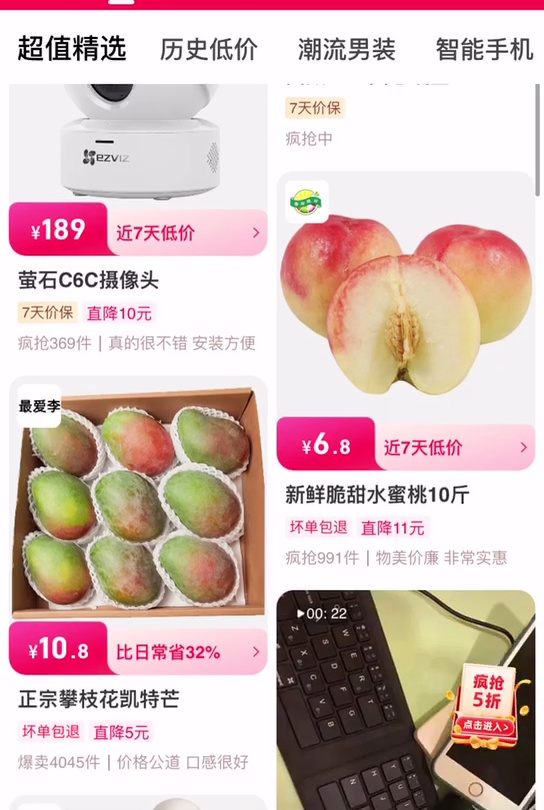 超值精选 历史低价 潮流男装 智能手机
ezviz
¥189 近7天低价
萤石C6C摄像头
7天价保 直降10元
疯抢369件 | 真的很不错 安装方便
最爱李
¥10.8 比日常省32%
正宗攀枝花凯特芒
坏单包退 直降5元
爆卖4045件 | 价格公道 口感很好
7天价保
疯抢中
¥6.8 近7天低价
新鲜脆甜水蜜桃10斤
坏单包退 直降11元
疯抢991件 | 物美价廉 非常实惠
00: 22
疯抢
5折
点击进入>